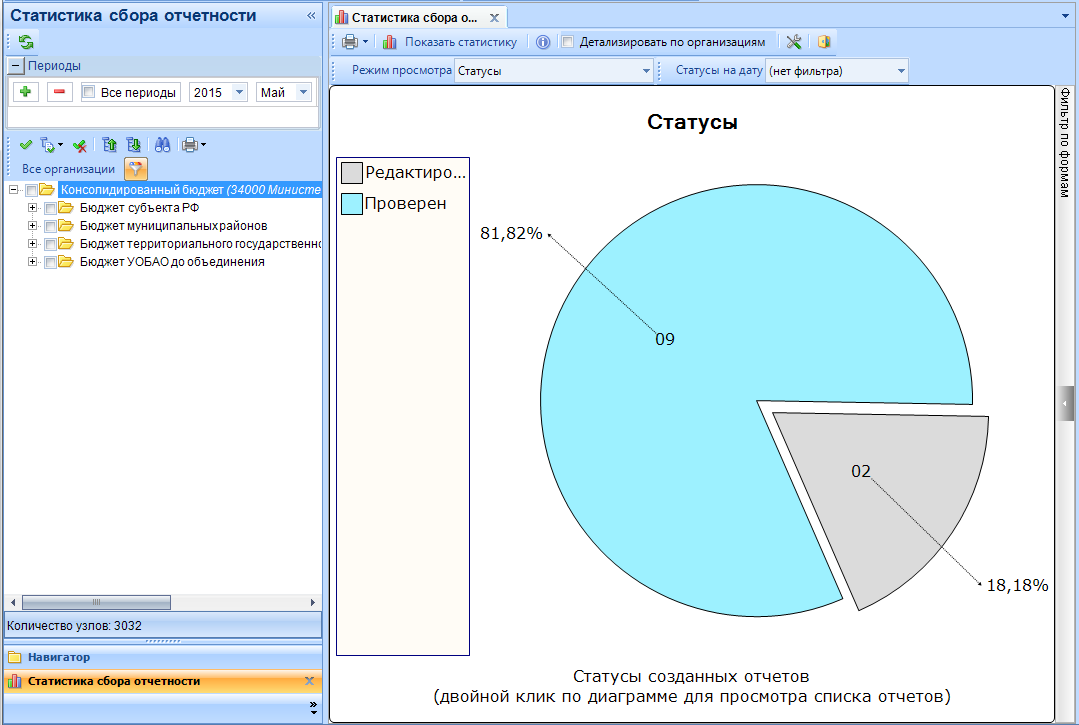 Статистика сбора отчетности
«
Периоды
Все периоды
2015
Май
Все организации
Консолидированный бюджет (34000 Министе
Бюджет субъекта РФ
Бюджет муниципальных районов
Бюджет территориального государственно
Бюджет УОБАО до объединения
Количество узлов: 3032
Навигатор
Статистика сбора отчетности
»
Статистика сбора о...
Показать статистику
Детализировать по организациям
Режим просмотра
Статусы
Статусы на дату
(нет фильтра)
Статусы
Редактиро...
Проверен
81,82%
09
02
18,18%
Статусы созданных отчетов
(двойной клик по диаграмме для просмотра списка отчетов)
Фильтр по формам